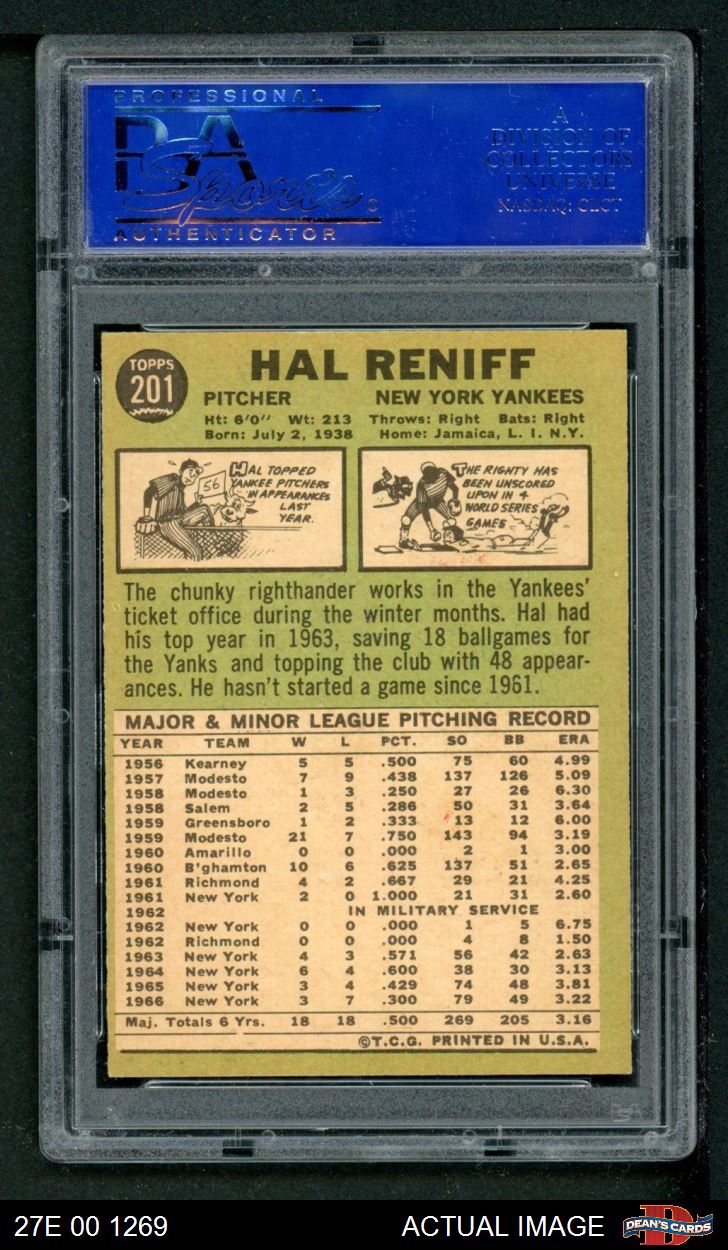 PROFESSIONAL
PSA
Sports
AUTHENTICATOR
A
DIVISION OF
COLLECTORS
UNIVERSE
NASDAQ: CLCT
TOPPS
201
HAL RENIFF
PITCHER NEW YORK YANKEES
Ht: 6'0" Wt: 213 Throws: Right Bats: Right
Born: July 2, 1938 Home: Jamaica, L. I. N.Y.
56
HAL TOPPED
YANKEE PITCHERS
IN APPEARANCES
LAST
YEAR.
THE RIGHTY HAS
BEEN UNSCORED
UPON IN 4
WORLD SERIES
GAMES
The chunky righthander works in the Yankees'
ticket office during the winter months. Hal had
his top year in 1963, saving 18 ballgames for
the Yanks and topping the club with 48 appear-
ances. He hasn't started a game since 1961.
MAJOR & MINOR LEAGUE PITCHING RECORD
YEAR TEAM W L PCT. SO BB ERA
1956 Kearney 5 5 .500 75 60 4.99
1957 Modesto 7 9 .438 137 126 5.09
1958 Modesto 1 3 .250 27 26 6.30
1958 Salem 2 5 .286 50 31 3.64
1959 Greensboro 1 2 .333 13 12 6.00
1959 Modesto 21 7 .750 143 94 3.19
1960 Amarillo 0 0 .000 2 1 3.00
1960 B'ghamton 10 6 .625 137 51 2.65
1961 Richmond 4 2 .667 29 21 4.25
1961 New York 2 0 1.000 21 31 2.60
1962 IN MILITARY SERVICE
1962 New York 0 0 .000 1 5 6.75
1962 Richmond 0 0 .000 4 8 1.50
1963 New York 4 3 .571 56 42 2.63
1964 New York 6 4 .600 38 30 3.13
1965 New York 3 4 .429 74 48 3.81
1966 New York 3 7 .300 79 49 3.22
Maj. Totals 6 Yrs. 18 18 .500 269 205 3.16
©T.C.G. PRINTED IN U.S.A.
27E 00 1269 ACTUAL IMAGE
DEAN'S CARDS